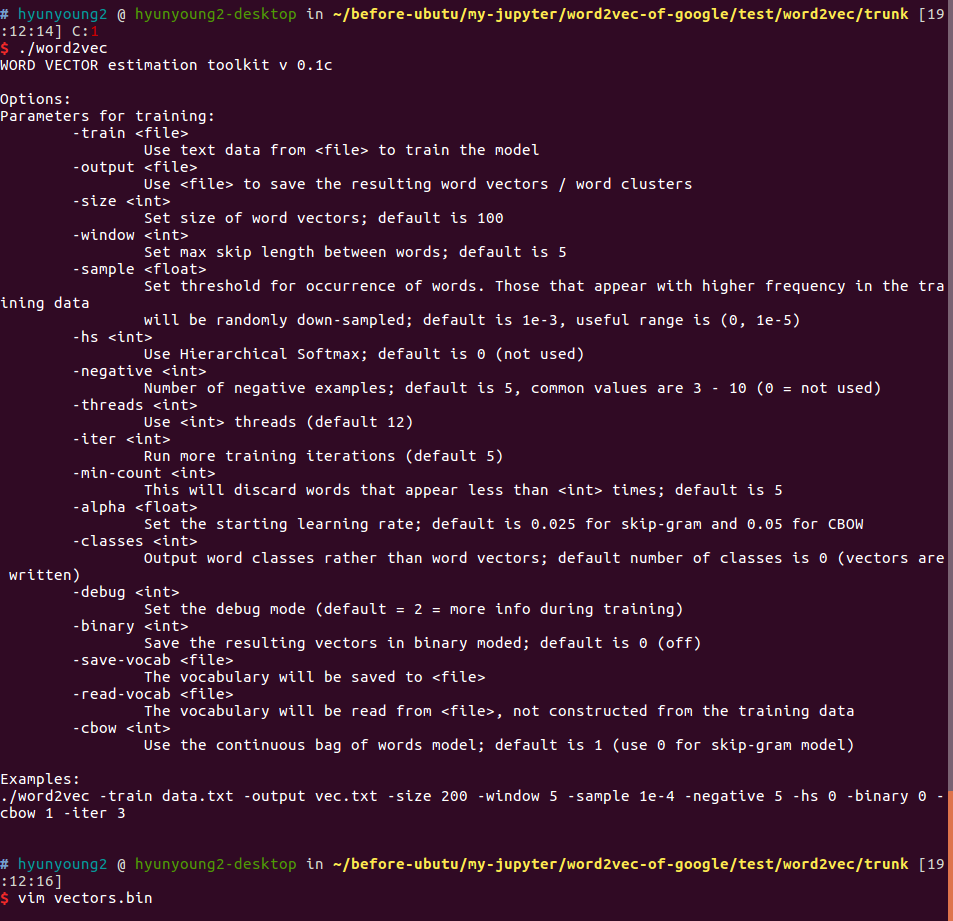 # hyunyoung2 @ hyunyoung2-desktop in ~/before-ubutu/my-jupyter/word2vec-of-google/test/word2vec/trunk [19
:12:14] C:1
$ ./word2vec
WORD VECTOR estimation toolkit v 0.1c
Options:
Parameters for training:
-train <file>
Use text data from <file> to train the model
-output <file>
Use <file> to save the resulting word vectors / word clusters
-size <int>
Set size of word vectors; default is 100
-window <int>
Set max skip length between words; default is 5
-sample <float>
Set threshold for occurrence of words. Those that appear with higher frequency in the tra
ining data
will be randomly down-sampled; default is 1e-3, useful range is (0, 1e-5)
-hs <int>
Use Hierarchical Softmax; default is 0 (not used)
-negative <int>
Number of negative examples; default is 5, common values are 3 - 10 (0 = not used)
-threads <int>
Use <int> threads (default 12)
-iter <int>
Run more training iterations (default 5)
-min-count <int>
This will discard words that appear less than <int> times; default is 5
-alpha <float>
Set the starting learning rate; default is 0.025 for skip-gram and 0.05 for CBOW
-classes <int>
Output word classes rather than word vectors; default number of classes is 0 (vectors are
written)
-debug <int>
Set the debug mode (default = 2 = more info during training)
-binary <int>
Save the resulting vectors in binary moded; default is 0 (off)
-save-vocab <file>
The vocabulary will be saved to <file>
-read-vocab <file>
The vocabulary will be read from <file>, not constructed from the training data
-cbow <int>
Use the continuous bag of words model; default is 1 (use 0 for skip-gram model)
Examples:
./word2vec -train data.txt -output vec.txt -size 200 -window 5 -sample 1e-4 -negative 5 -hs 0 -binary 0 -
cbow 1 -iter 3
# hyunyoung2 @ hyunyoung2-desktop in ~/before-ubutu/my-jupyter/word2vec-of-google/test/word2vec/trunk [19
:12:16]
$ vim vectors.bin